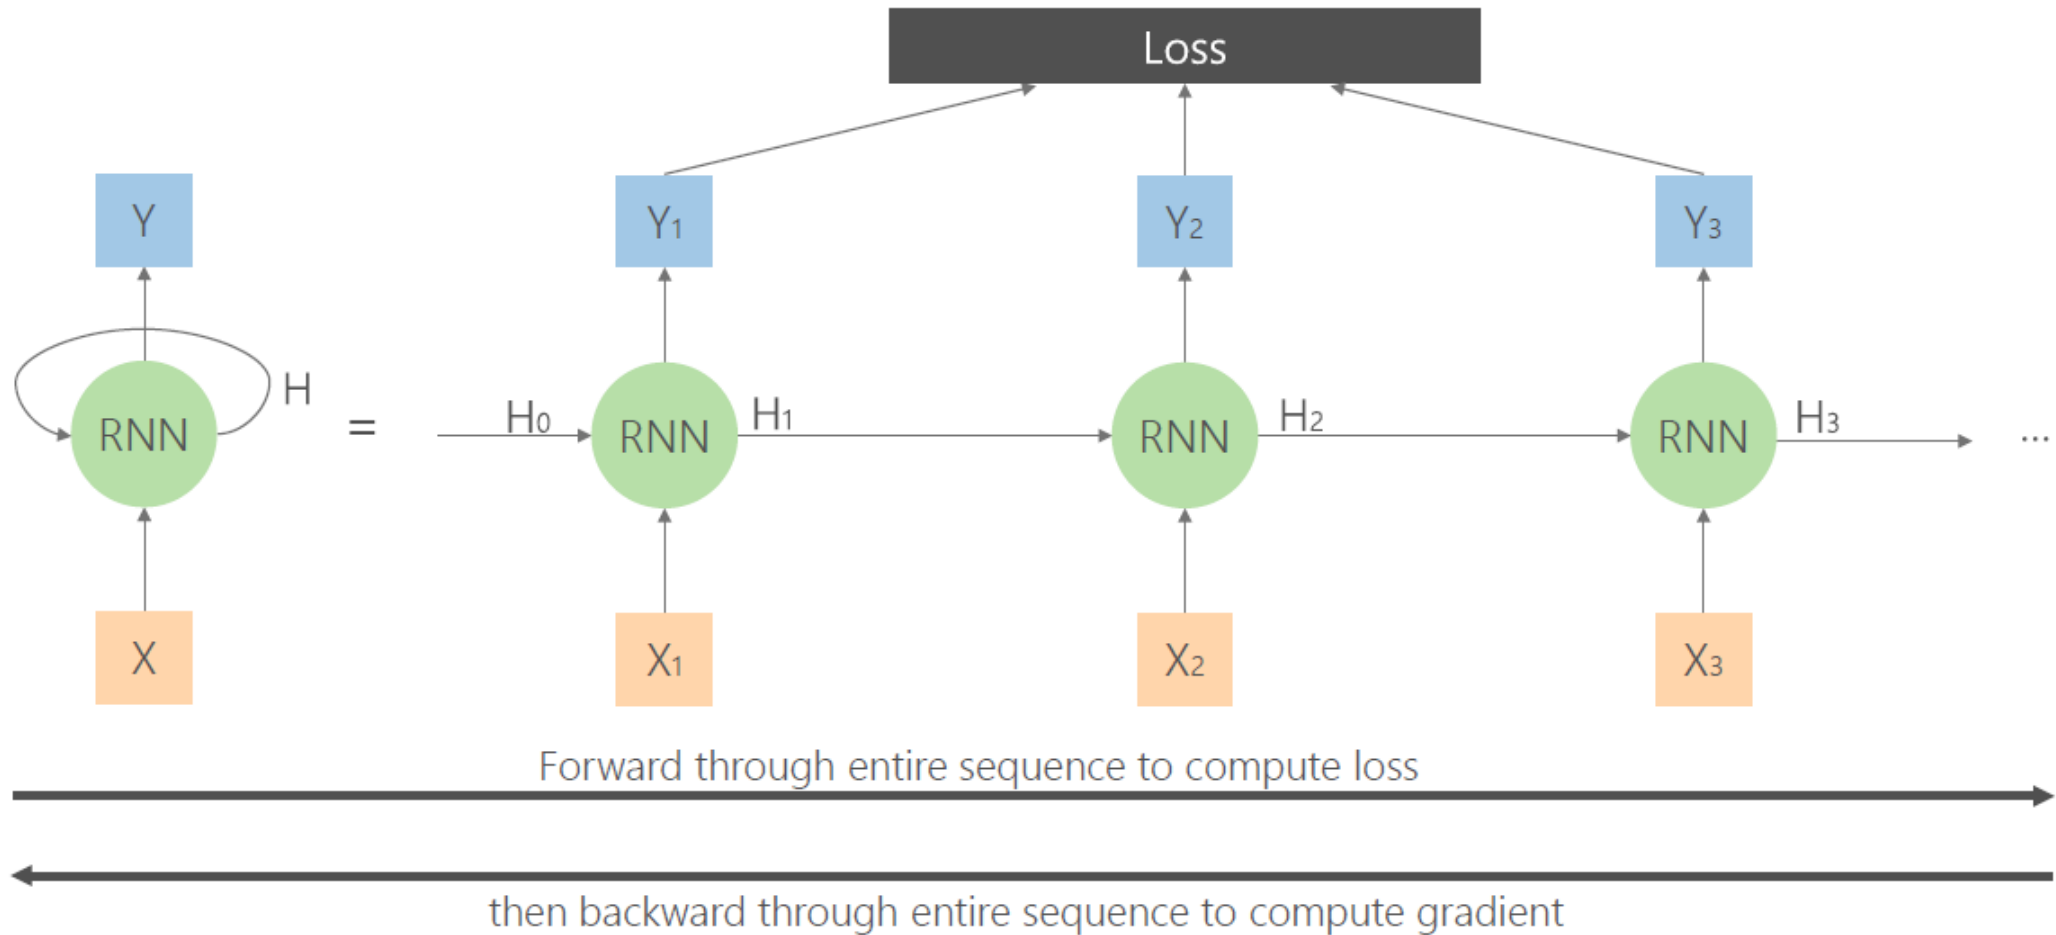 Loss
Y Y₁ Y₂ Y₃
H
RNN = H₀ RNN H₁ RNN H₂ RNN H₃ ...
X X₁ X₂ X₃
Forward through entire sequence to compute loss
then backward through entire sequence to compute gradient